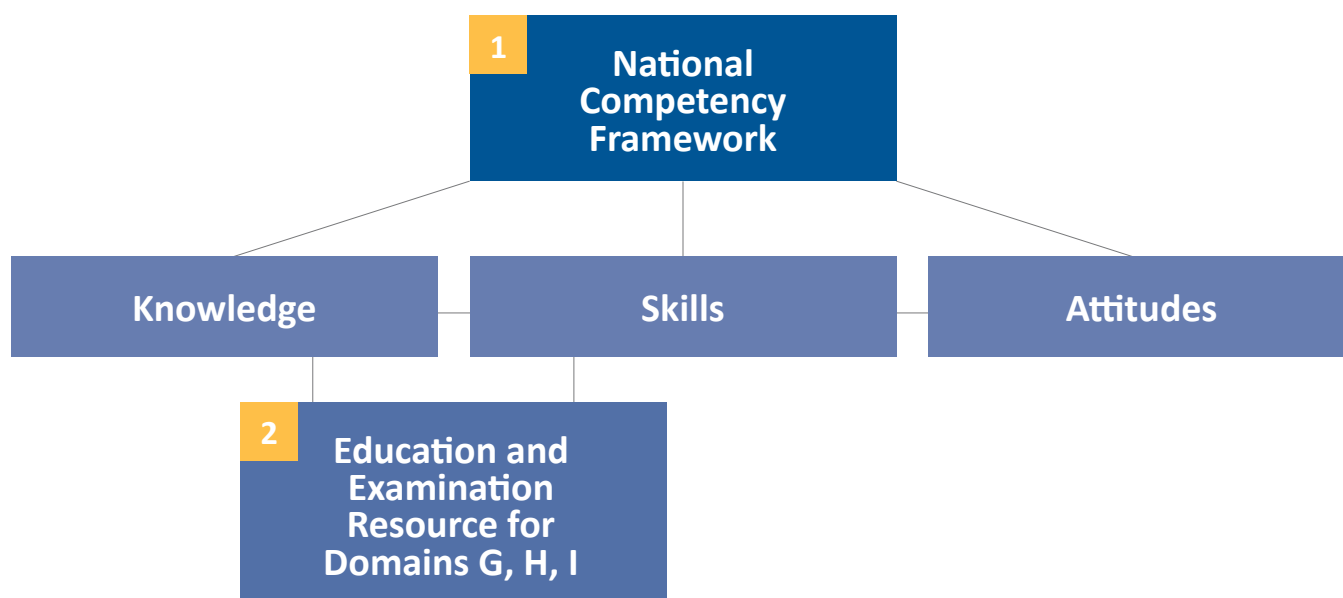 1
National
Competency
Framework
Knowledge
Skills
Attitudes
2
Education and
Examination
Resource for
Domains G, H, I